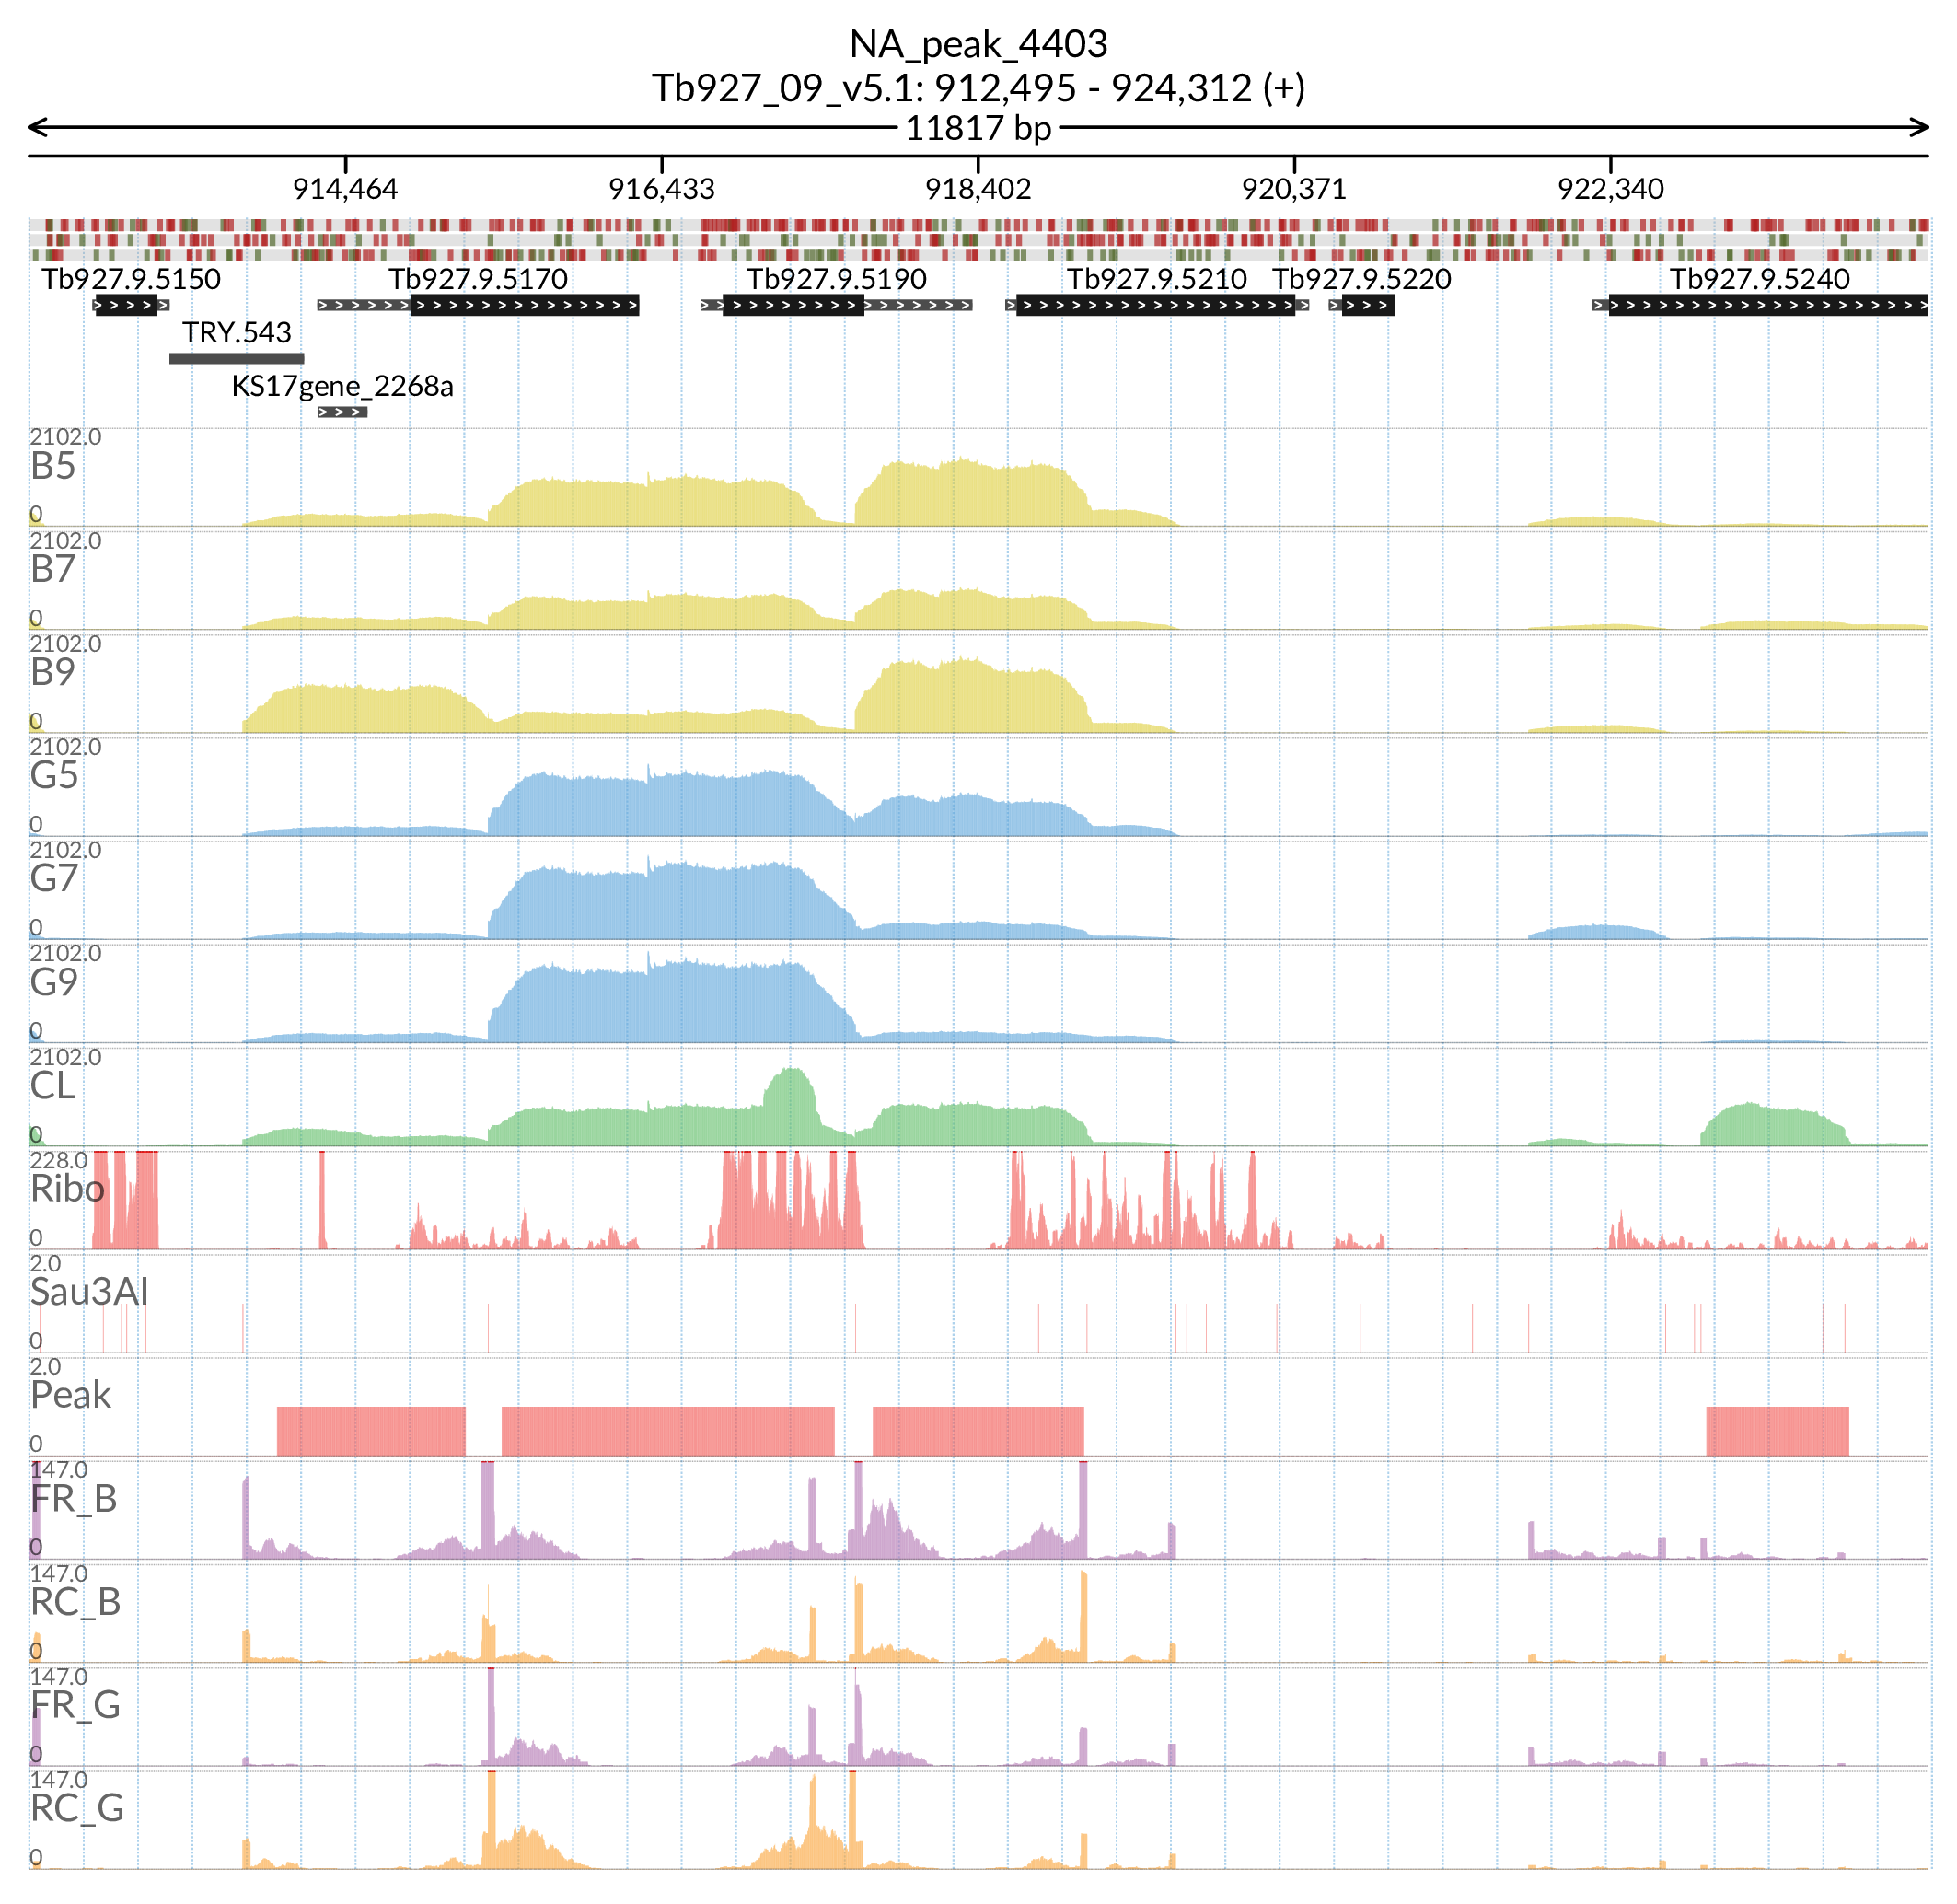 NA_peak_4403
Tb927_09_v5.1: 912,495 - 924,312 (+)
11817 bp
914,464 916,433 918,402 920,371 922,340
Tb927.9.5150 Tb927.9.5170 Tb927.9.5190 Tb927.9.5210 Tb927.9.5220 Tb927.9.5240
TRY.543
KS17gene_2268a
2102.0
B5
0
2102.0
B7
0
2102.0
B9
0
2102.0
G5
0
2102.0
G7
0
2102.0
G9
0
2102.0
CL
0
228.0
Ribo
0
2.0
Sau3AI
0
2.0
Peak
0
147.0
FR_B
0
147.0
RC_B
0
147.0
FR_G
0
147.0
RC_G
0